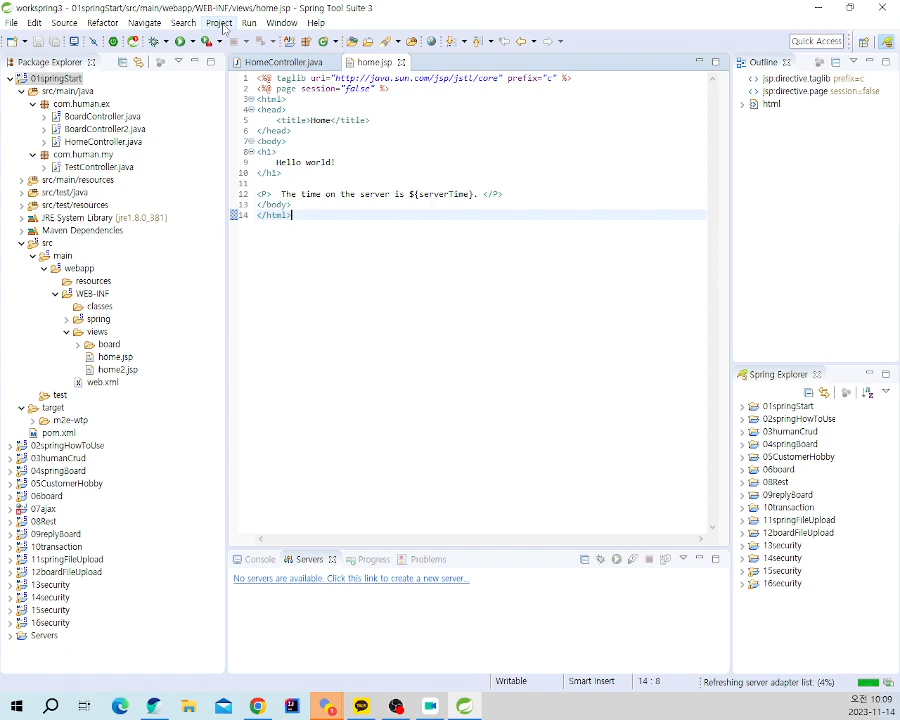 workspring3 - 01springStart/src/main/webapp/WEB-INF/views/home.jsp - Spring Tool Suite 3
File Edit Source Refactor Navigate Search Project Run Window Help
Quick Access
Package Explorer
01springStart
src/main/java
com.human.ex
BoardController.java
BoardController2.java
HomeController.java
com.human.my
TestController.java
src/main/resources
src/test/java
src/test/resources
JRE System Library [jre1.8.0_381]
Maven Dependencies
src
main
webapp
resources
WEB-INF
classes
spring
views
board
home.jsp
home2.jsp
web.xml
test
target
m2e-wtp
pom.xml
02springHowToUse
03humanCrud
04springBoard
05CustomerHobby
06board
07ajax
08Rest
09replyBoard
10transaction
11springFileUpload
12boardFileUpload
13security
14security
15security
16security
Servers
HomeController.java
home.jsp
1 <%@ taglib uri="http://java.sun.com/jsp/jstl/core" prefix="c" %>
2 <%@ page session="false" %>
3 <html>
4 <head>
5 <title>Home</title>
6 </head>
7 <body>
8 <h1>
9 Hello world!
10 </h1>
11
12 <P>  The time on the server is ${serverTime}. </P>
13 </body>
14 </html>
Console Servers Progress Problems
No servers are available. Click this link to create a new server...
Outline
jsp:directive.taglib prefix=c
jsp:directive.page session=false
html
Spring Explorer
01springStart
02springHowToUse
03humanCrud
04springBoard
05CustomerHobby
06board
08Rest
09replyBoard
10transaction
11springFileUpload
12boardFileUpload
13security
14security
15security
16security
Writable
Smart Insert
14 : 8
Refreshing server adapter list: (4%)
오전 10:09
2023-11-14